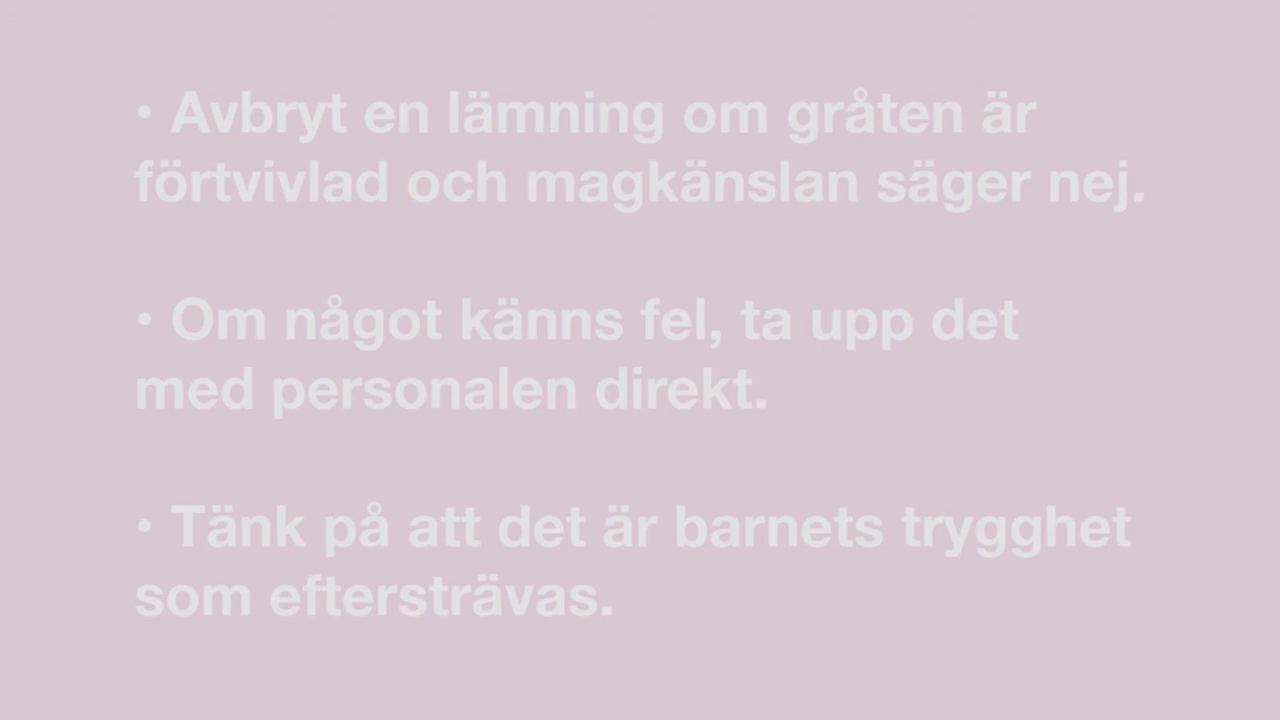 • Avbryt en lämning om gråten är
förtvivlad och magkänslan säger nej.
• Om något känns fel, ta upp det
med personalen direkt.
• Tänk på att det är barnets trygghet
som eftersträvas.